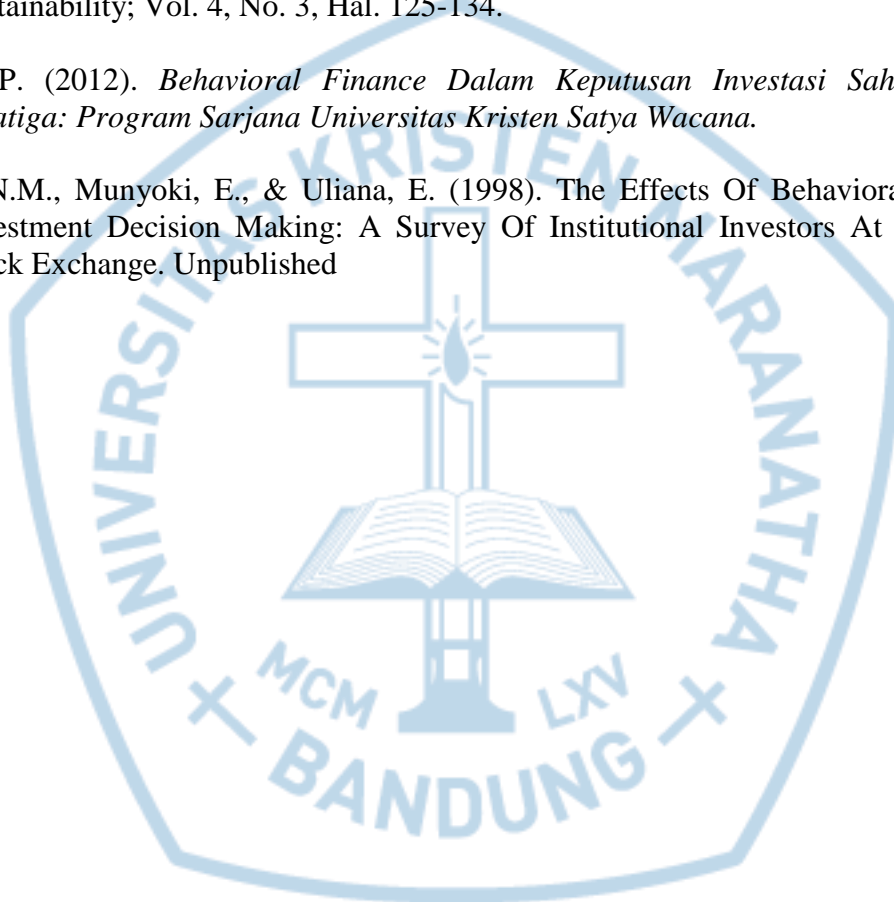 tainability; Vol. 4, No. 3, Hal. 125-134.
P. (2012). Behavioral Finance Dalam Keputusan Investasi Sah
atiga: Program Sarjana Universitas Kristen Satya Wacana.
N.M., Munyoki, E., & Uliana, E. (1998). The Effects Of Behaviora
estment Decision Making: A Survey Of Institutional Investors At
ck Exchange. Unpublished
UNIVERSITAS KRISTEN MARANATHA
MCM LXV
BANDUNG